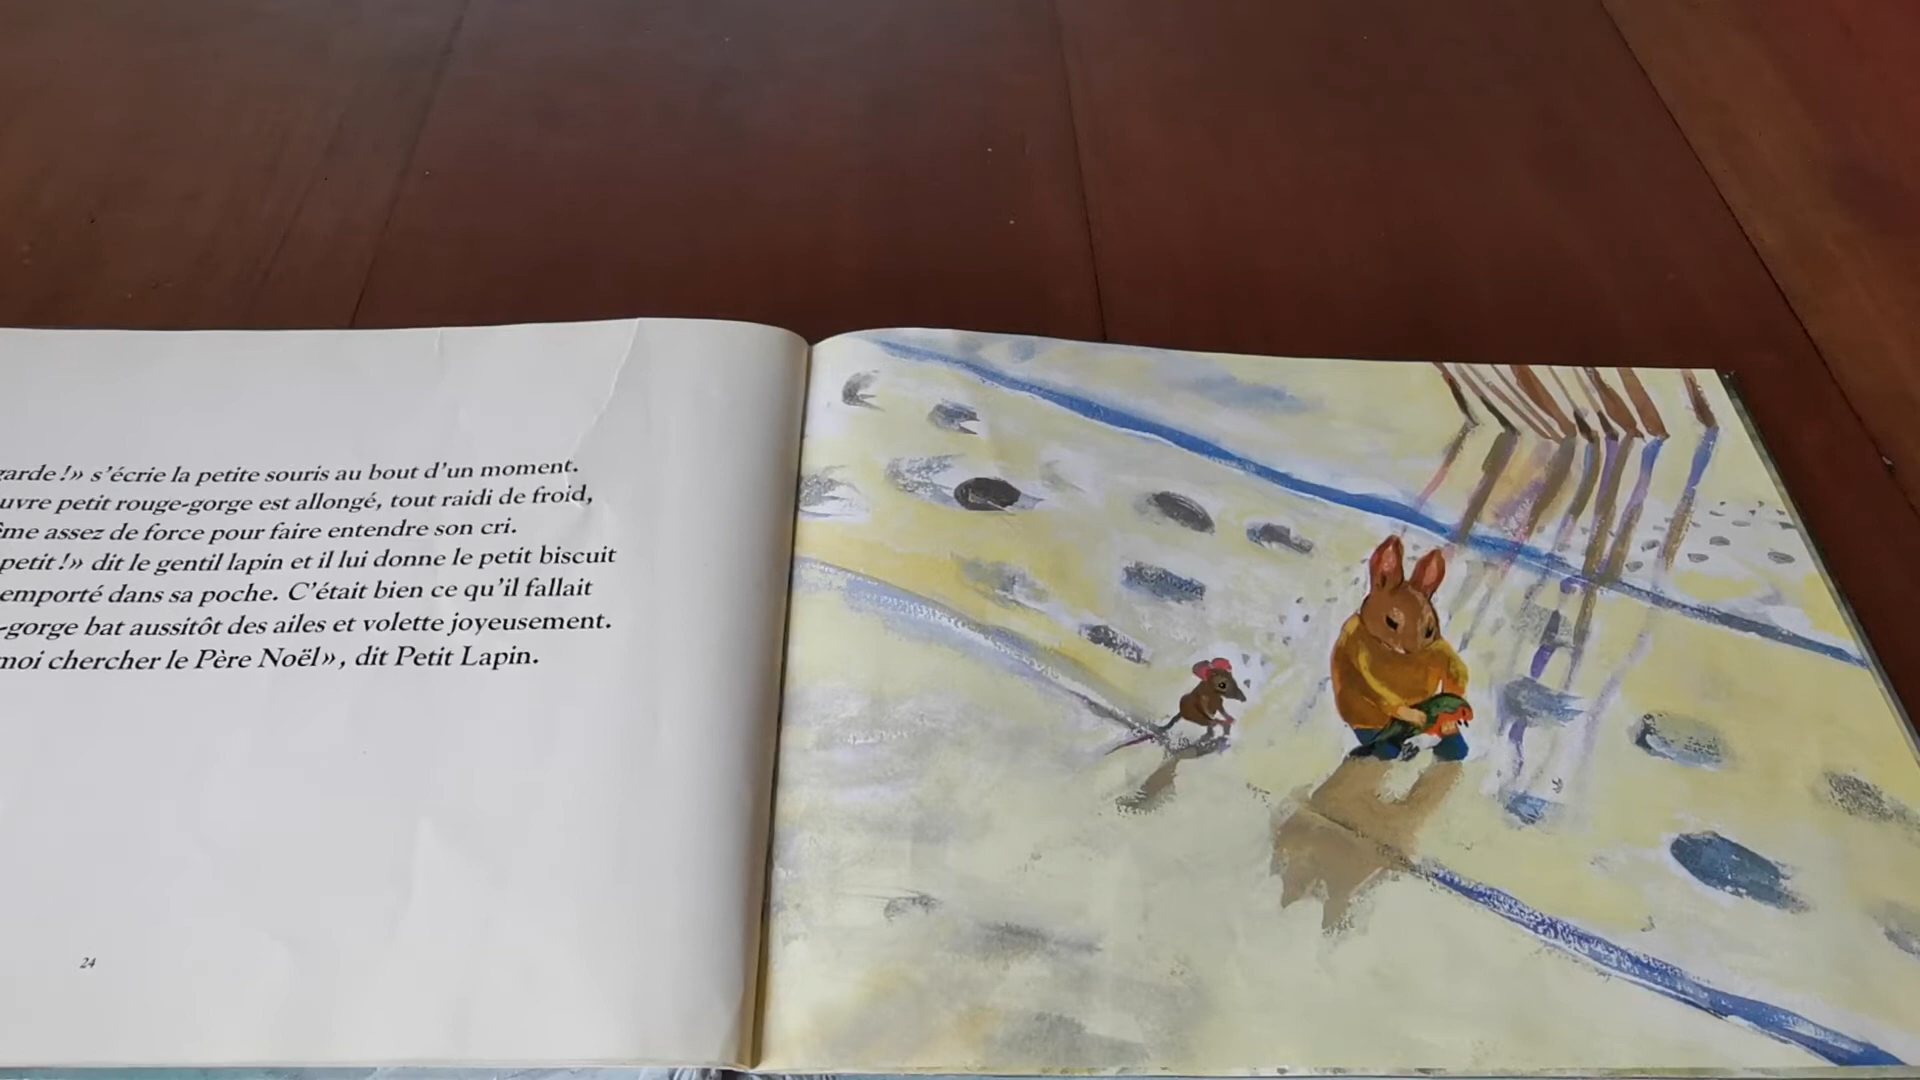 garde !» s'écrie la petite souris au bout d'un moment.
uvre petit rouge-gorge est allongé, tout raidi de froid,
ême assez de force pour faire entendre son cri.
petit !» dit le gentil lapin et il lui donne le petit biscuit
emporté dans sa poche. C'était bien ce qu'il fallait
-gorge bat aussitôt des ailes et volette joyeusement.
moi chercher le Père Noël», dit Petit Lapin.
24